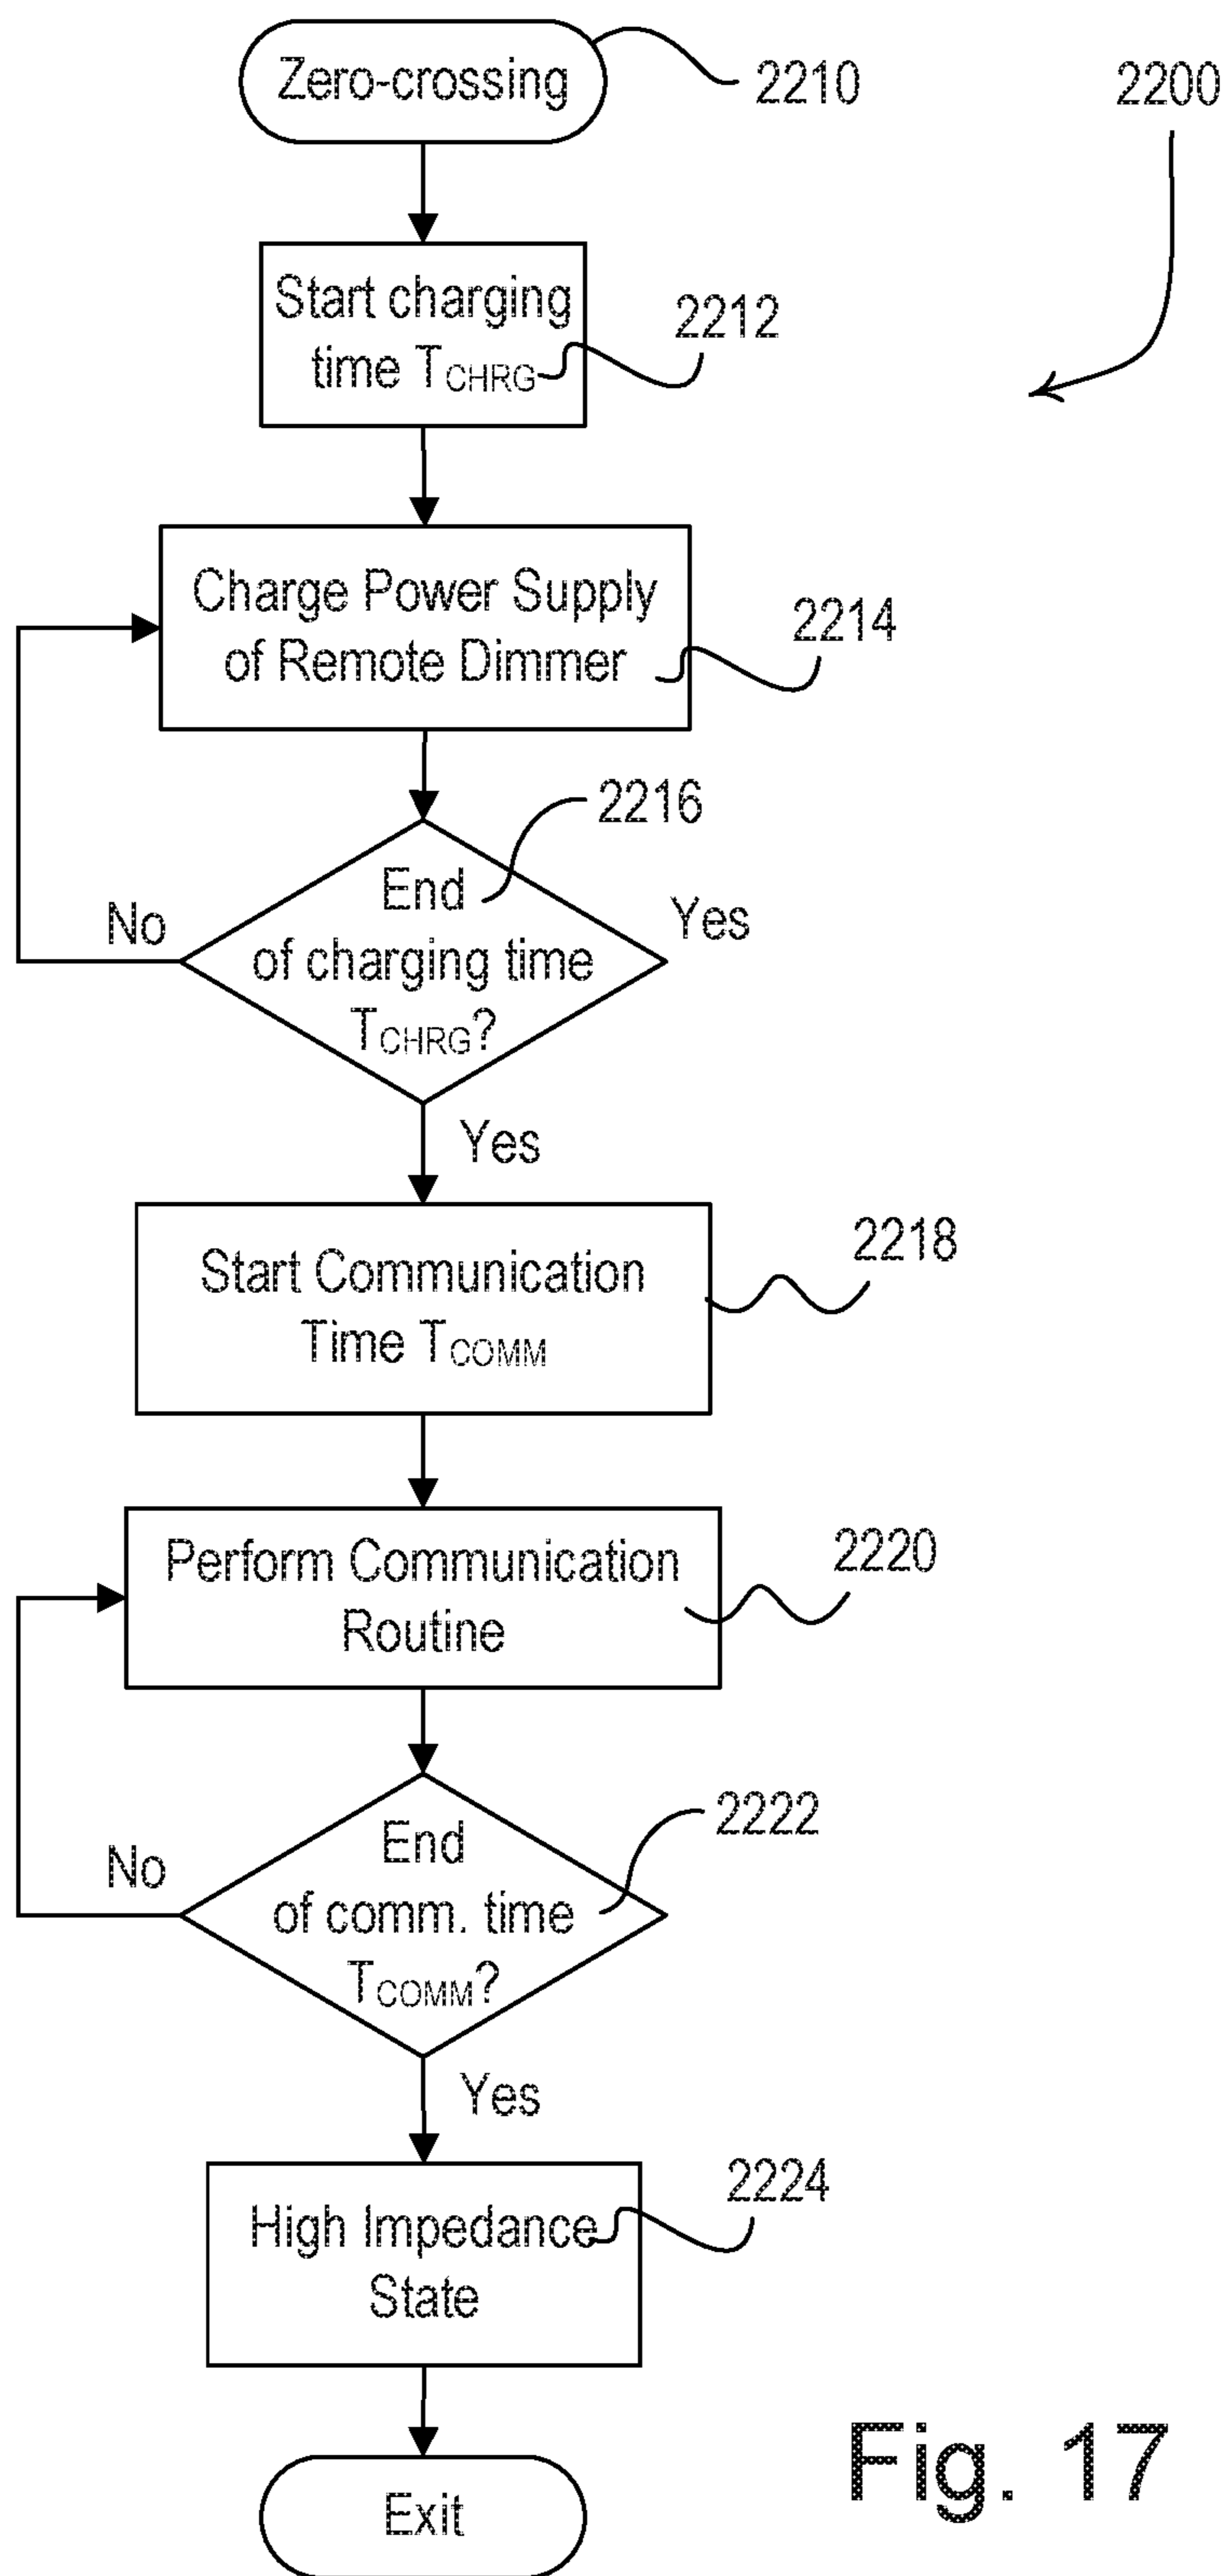 Zero-crossing
2210
2200
Start charging
time TCHRG
2212
Charge Power Supply
of Remote Dimmer
2214
2216
End
of charging time
TCHRG?
No
Yes
Yes
2218
Start Communication
Time TCOMM
2220
Perform Communication
Routine
2222
End
of comm. time
TCOMM?
No
Yes
2224
High Impedance
State
Exit
Fig. 17